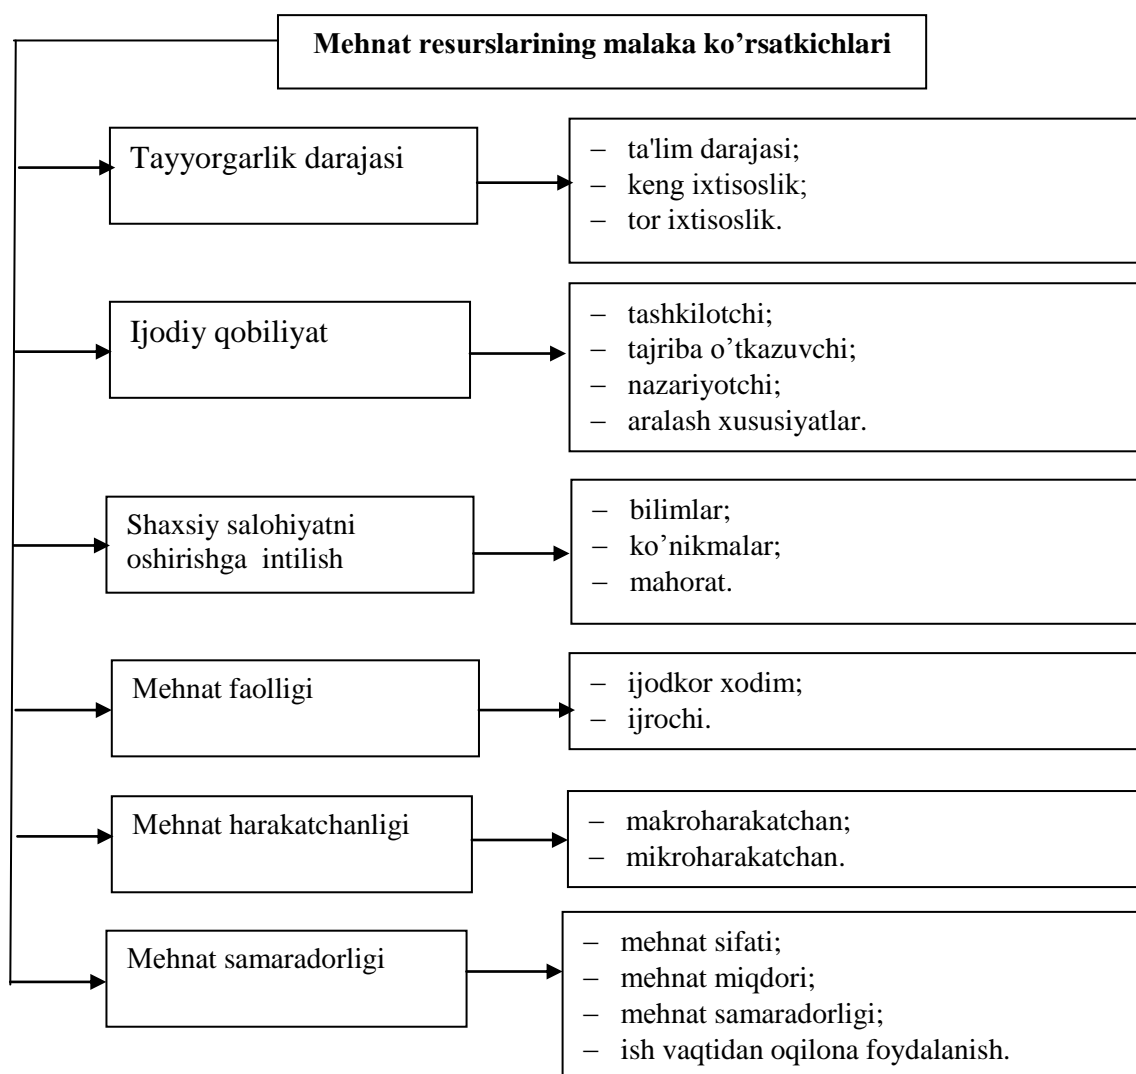 Mehnat resurslarining malaka ko’rsatkichlari
Tayyorgarlik darajasi
– ta'lim darajasi;
– keng ixtisoslik;
– tor ixtisoslik.
Ijodiy qobiliyat
– tashkilotchi;
– tajriba o’tkazuvchi;
– nazariyotchi;
– aralash xususiyatlar.
Shaxsiy salohiyatni
oshirishga intilish
– bilimlar;
– ko’nikmalar;
– mahorat.
Mehnat faolligi
– ijodkor xodim;
– ijrochi.
Mehnat harakatchanligi
– makroharakatchan;
– mikroharakatchan.
Mehnat samaradorligi
– mehnat sifati;
– mehnat miqdori;
– mehnat samaradorligi;
– ish vaqtidan oqilona foydalanish.